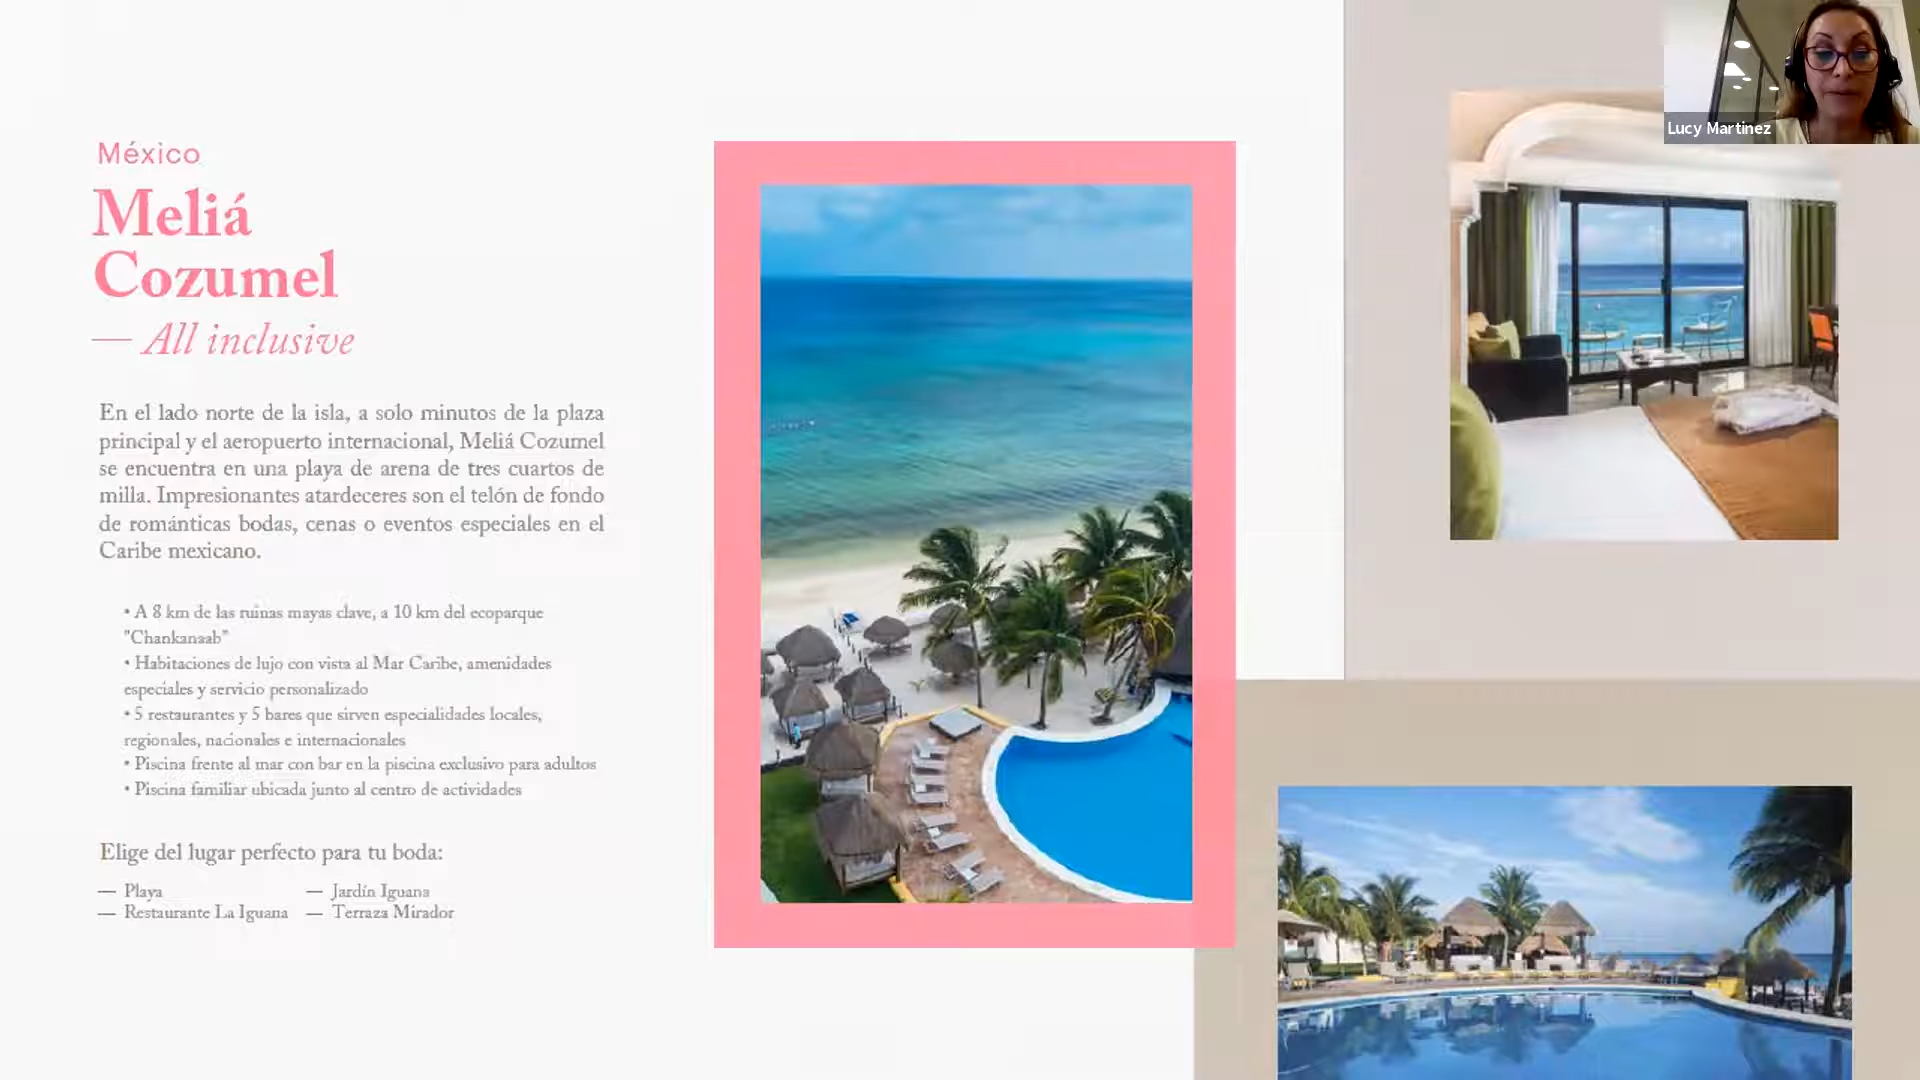 México
Meliá
Cozumel
— All inclusive
En el lado norte de la isla, a solo minutos de la plaza
principal y el aeropuerto internacional, Meliá Cozumel
se encuentra en una playa de arena de tres cuartos de
milla. Impresionantes atardeceres son el telón de fondo
de románticas bodas, cenas o eventos especiales en el
Caribe mexicano.
• A 8 km de las ruinas mayas clave, a 10 km del ecoparque
"Chankanaab"
• Habitaciones de lujo con vista al Mar Caribe, amenidades
especiales y servicio personalizado
• 5 restaurantes y 5 bares que sirven especialidades locales,
regionales, nacionales e internacionales
• Piscina frente al mar con bar en la piscina exclusivo para adultos
• Piscina familiar ubicada junto al centro de actividades
Elige del lugar perfecto para tu boda:
— Playa
— Restaurante La Iguana
— Jardín Iguana
— Terraza Mirador
Lucy Martinez